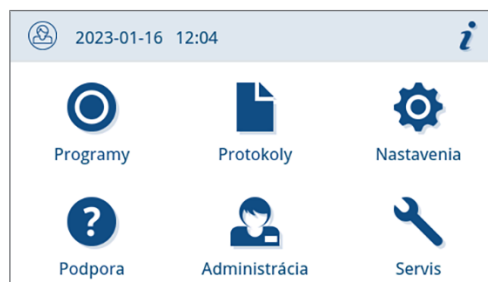 2023-01-16 12:04
i
Programy Protokoly Nastavenia
?
Podpora Administrácia Servis